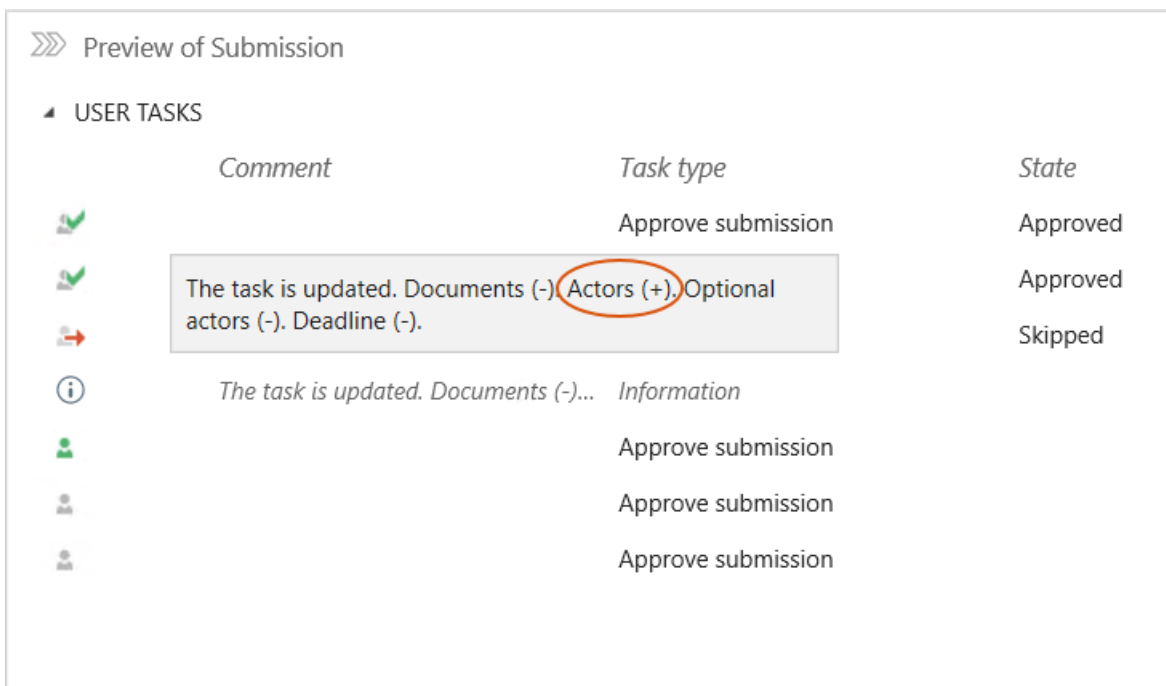 Preview of Submission
USER TASKS
Comment Task type State
Approve submission Approved
The task is updated. Documents (-). Actors (+). Optional
actors (-). Deadline (-).
Approved
Skipped
The task is updated. Documents (-)... Information
Approve submission
Approve submission
Approve submission